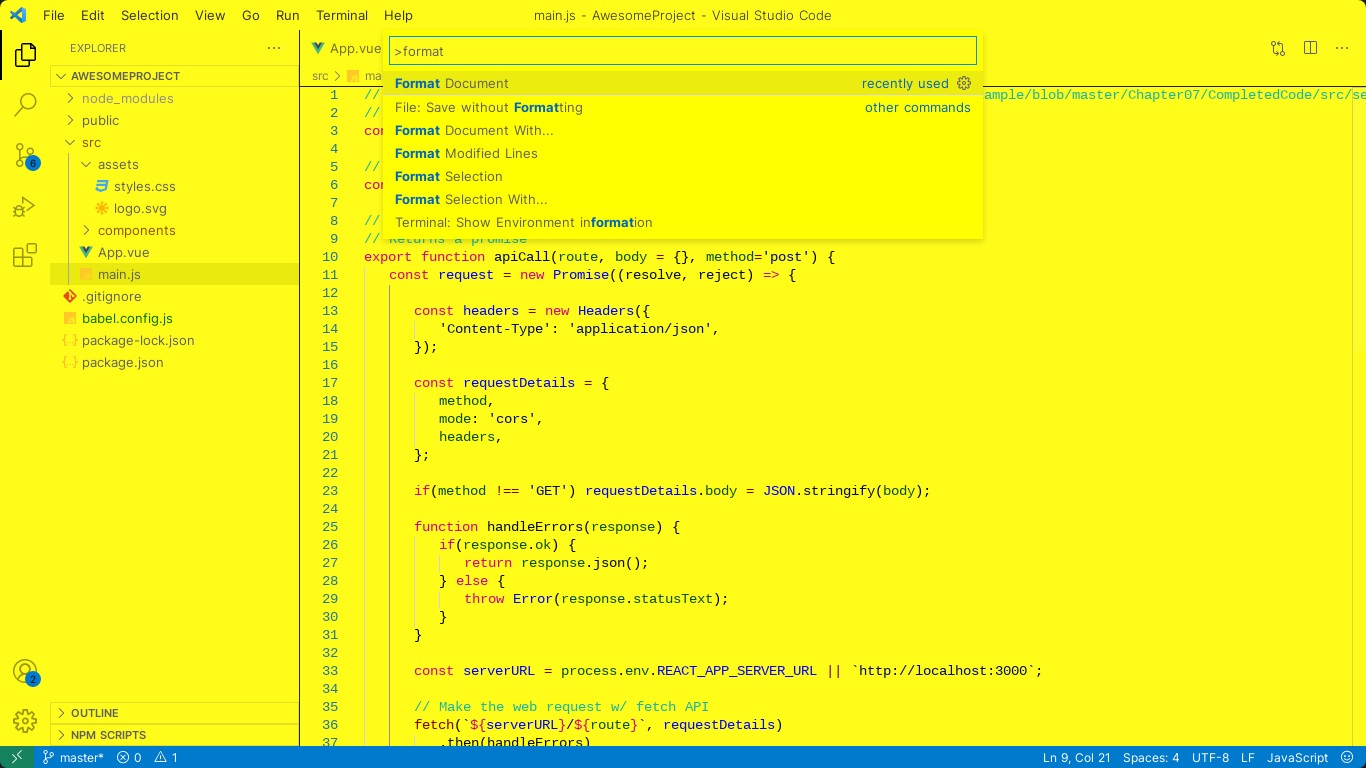 File Edit Selection View Go Run Terminal Help main.js - AwesomeProject - Visual Studio Code
EXPLORER
AWESOMEPROJECT
node_modules
public
src
assets
styles.css
logo.svg
components
App.vue
main.js
.gitignore
babel.config.js
package-lock.json
package.json
OUTLINE
NPM SCRIPTS
6
2
App.vue
src
>format
Format Document recently used
File: Save without Formatting other commands
Format Document With...
Format Modified Lines
Format Selection
Format Selection With...
Terminal: Show Environment information
1 // ample/blob/master/Chapter07/CompletedCode/src/se
2 //
3 con
4
5 //
6 con
7
8 //
9 // Returns a promise
10 export function apiCall(route, body = {}, method='post') {
11 const request = new Promise((resolve, reject) => {
12
13 const headers = new Headers({
14 'Content-Type': 'application/json',
15 });
16
17 const requestDetails = {
18 method,
19 mode: 'cors',
20 headers,
21 };
22
23 if(method !== 'GET') requestDetails.body = JSON.stringify(body);
24
25 function handleErrors(response) {
26 if(response.ok) {
27 return response.json();
28 } else {
29 throw Error(response.statusText);
30 }
31 }
32
33 const serverURL = process.env.REACT_APP_SERVER_URL || `http://localhost:3000`;
34
35 // Make the web request w/ fetch API
36 fetch(`${serverURL}/${route}`, requestDetails)
37 .then(handleErrors)
master* 0 1 Ln 9, Col 21 Spaces: 4 UTF-8 LF JavaScript